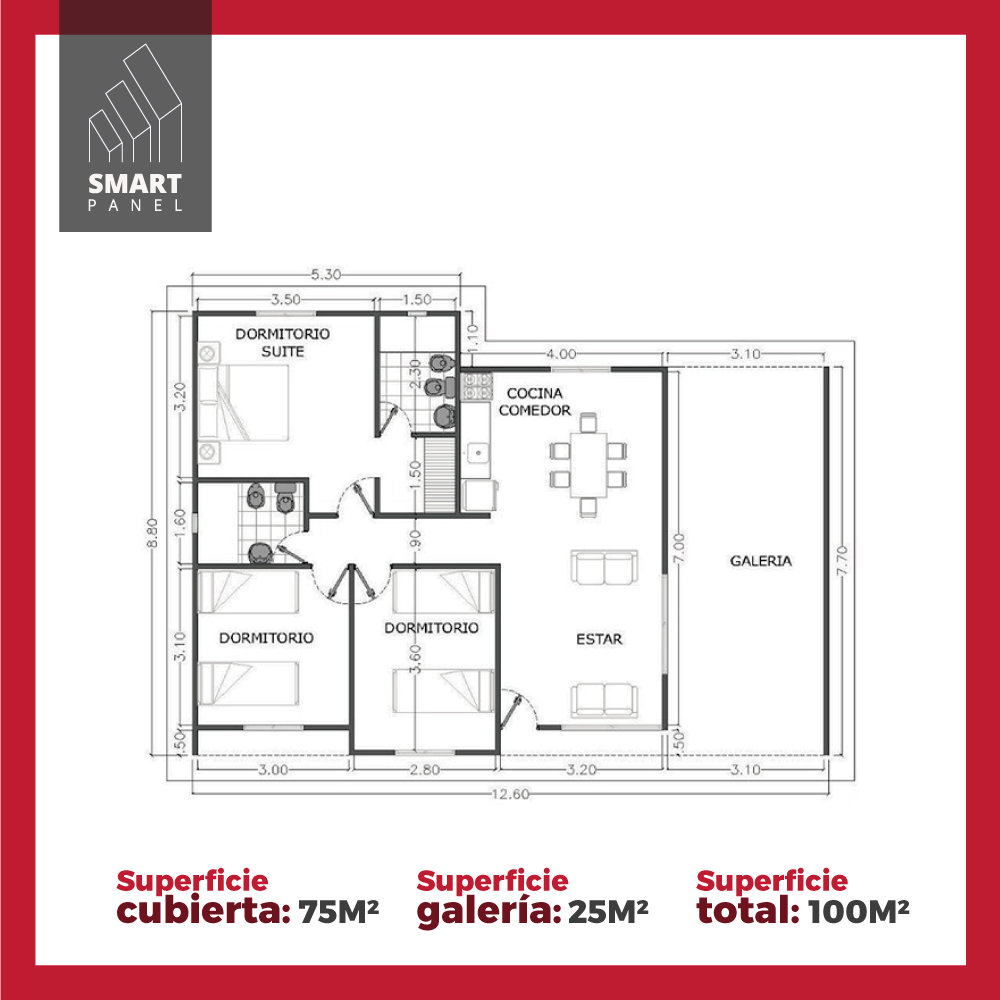 SMART
PANEL
5.30
3.50
1.50
1.10
DORMITORIO
SUITE
2.30
4.00
3.10
COCINA
COMEDOR
3.20
1.50
8.80
1.60
.90
7.00
GALERIA
7.70
DORMITORIO
DORMITORIO
ESTAR
3.10
3.60
.50
.50
3.00
2.80
3.20
3.10
12.60
Superficie
cubierta: 75M²
Superficie
galería: 25M²
Superficie
total: 100M²